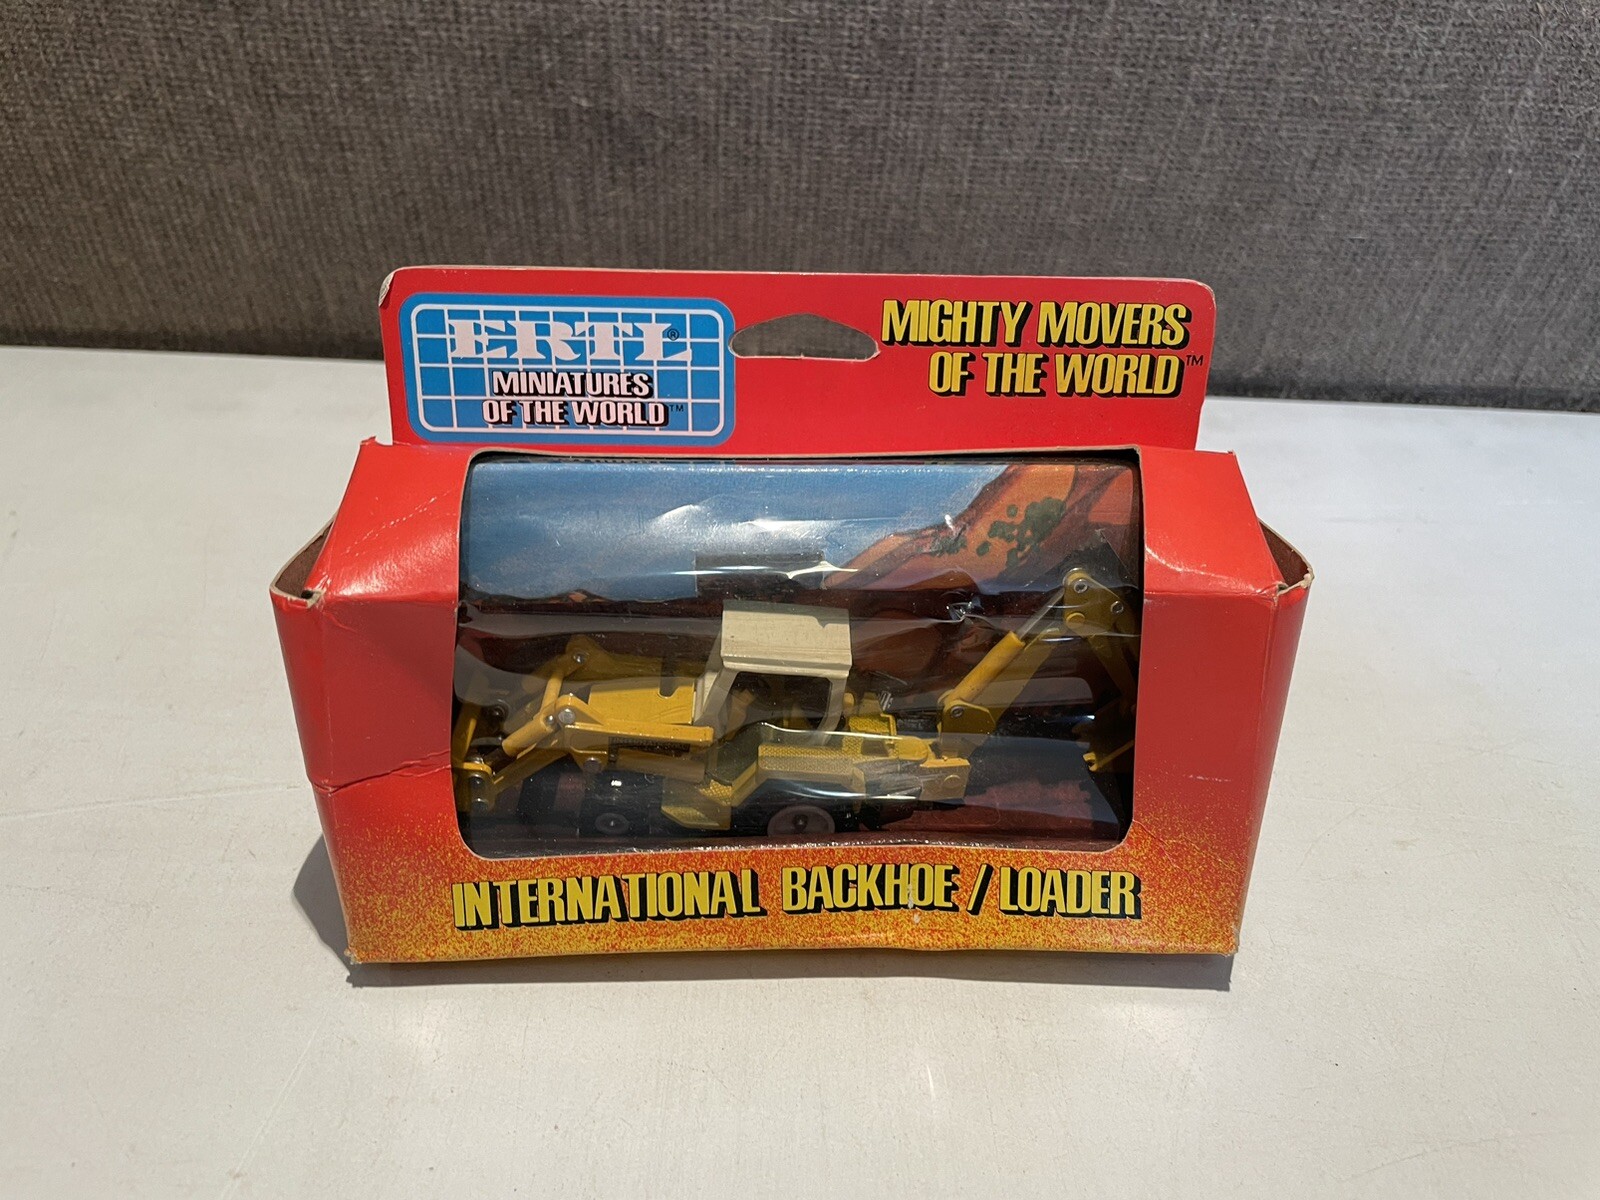 ERTL®
MINIATURES
OF THE WORLD™
MIGHTY MOVERS
OF THE WORLD™
INTERNATIONAL BACKHOE / LOADER